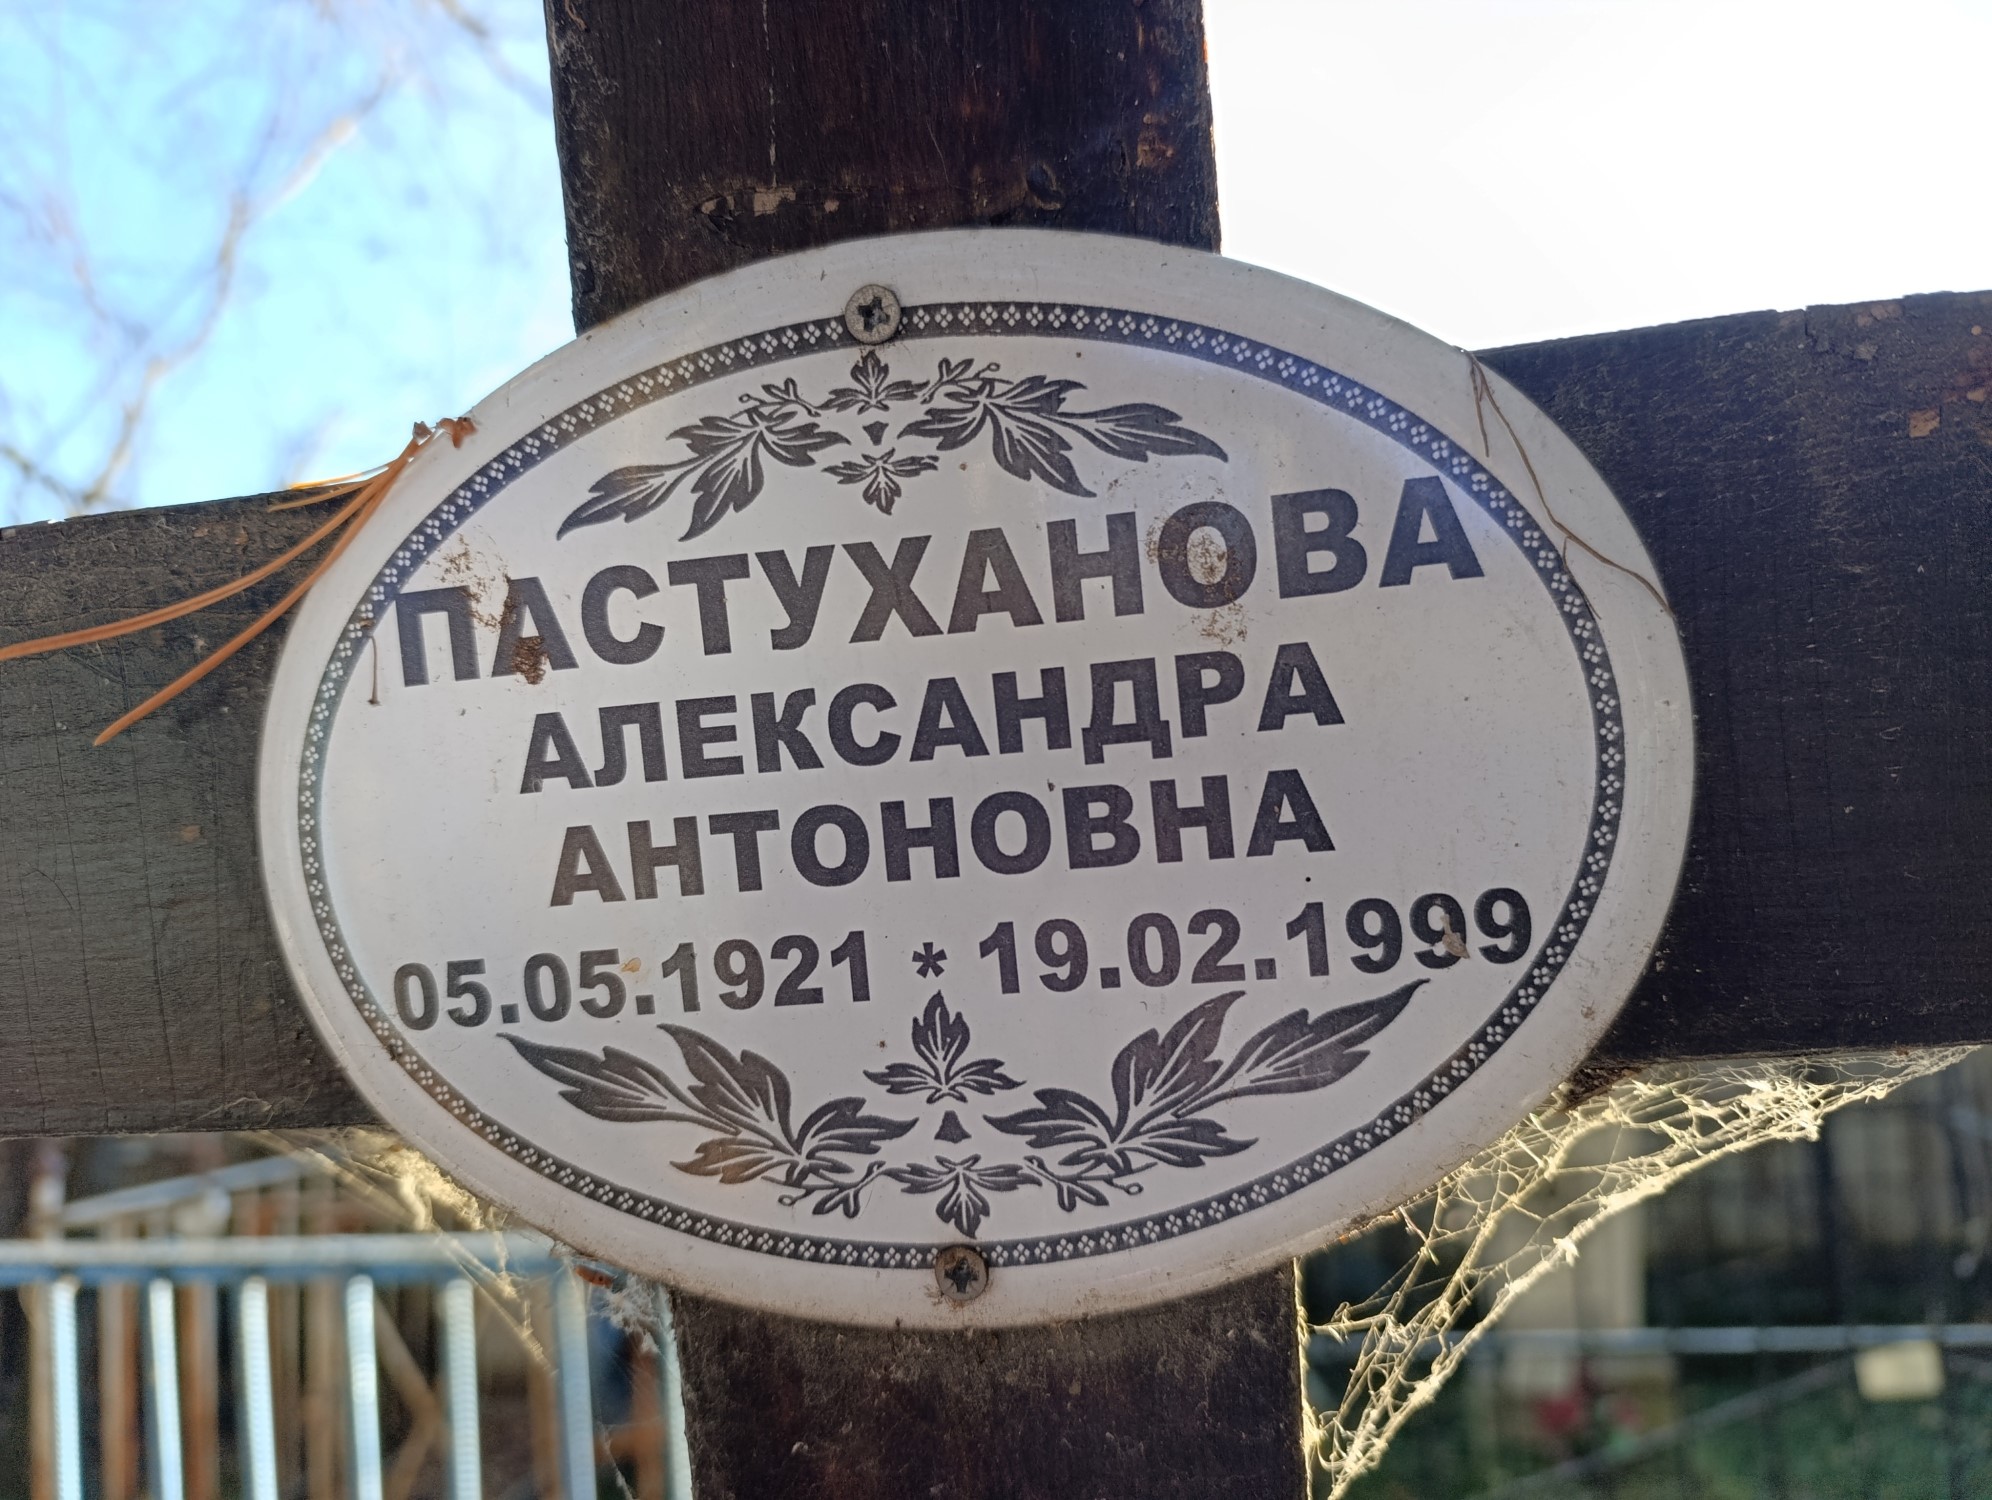 ПАСТУХАНОВА
АЛЕКСАНДРА
АНТОНОВНА
05.05.1921 * 19.02.1999